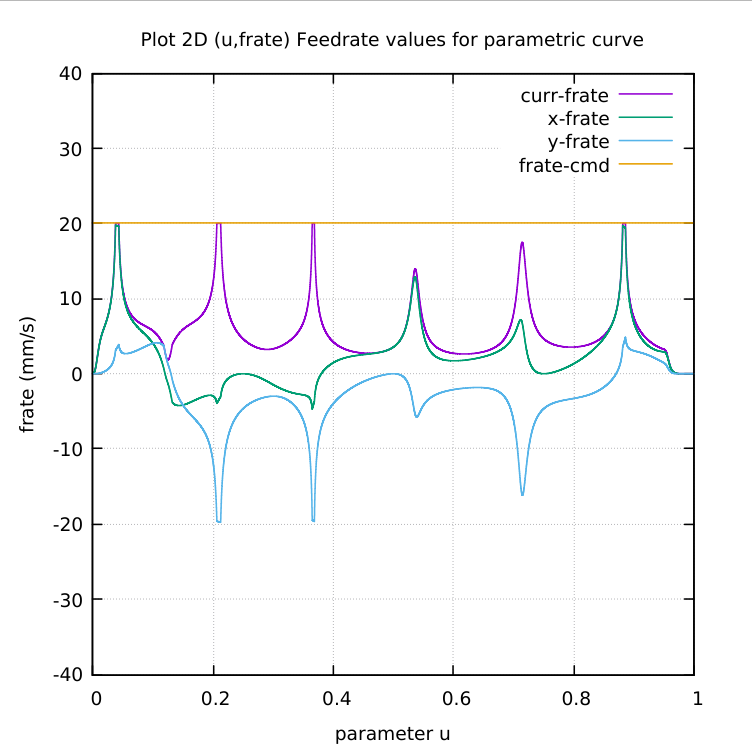 Plot 2D (u,frate) Feedrate values for parametric curve
40
30
20
10
0
-10
-20
-30
-40
frate (mm/s)
curr-frate
x-frate
y-frate
frate-cmd
0 0.2 0.4 0.6 0.8 1
parameter u